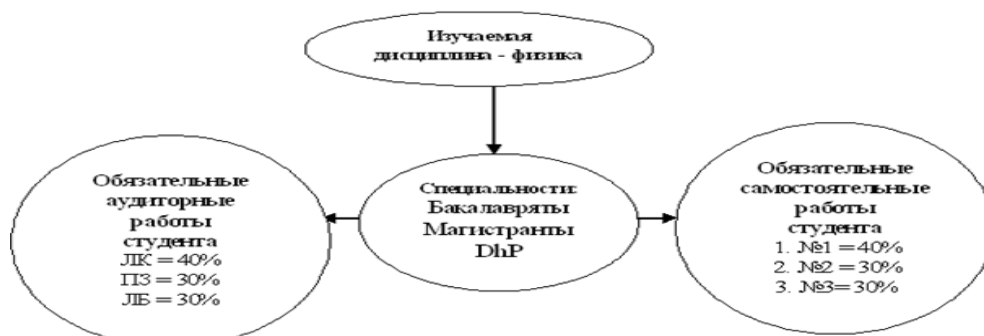 Изучаемая
дисциплина - физика
Обязательные
аудиторные
работы
студента
ЛК = 40%
ПЗ = 30%
ЛБ = 30%
Специальности:
Бакалавряты
Магистранты
DhP
Обязательные
самостоятельные
работы
студента
1. №1 = 40%
2. №2 = 30%
3. №3= 30%